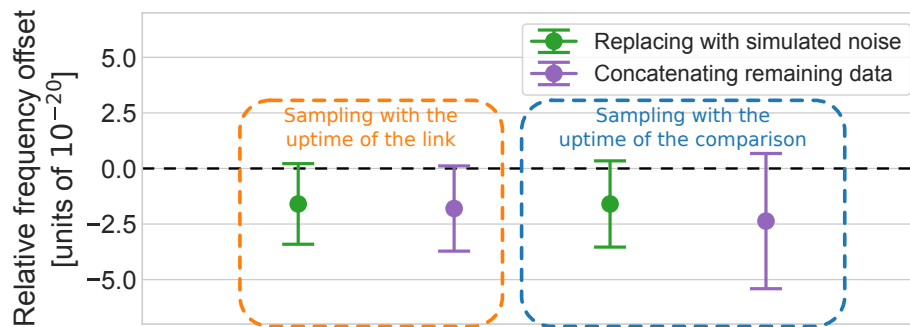 Relative frequency offset
[units of 10⁻²⁰]
5.0
2.5
0.0
−2.5
−5.0
Replacing with simulated noise
Concatenating remaining data
Sampling with the
uptime of the link
Sampling with the
uptime of the comparison